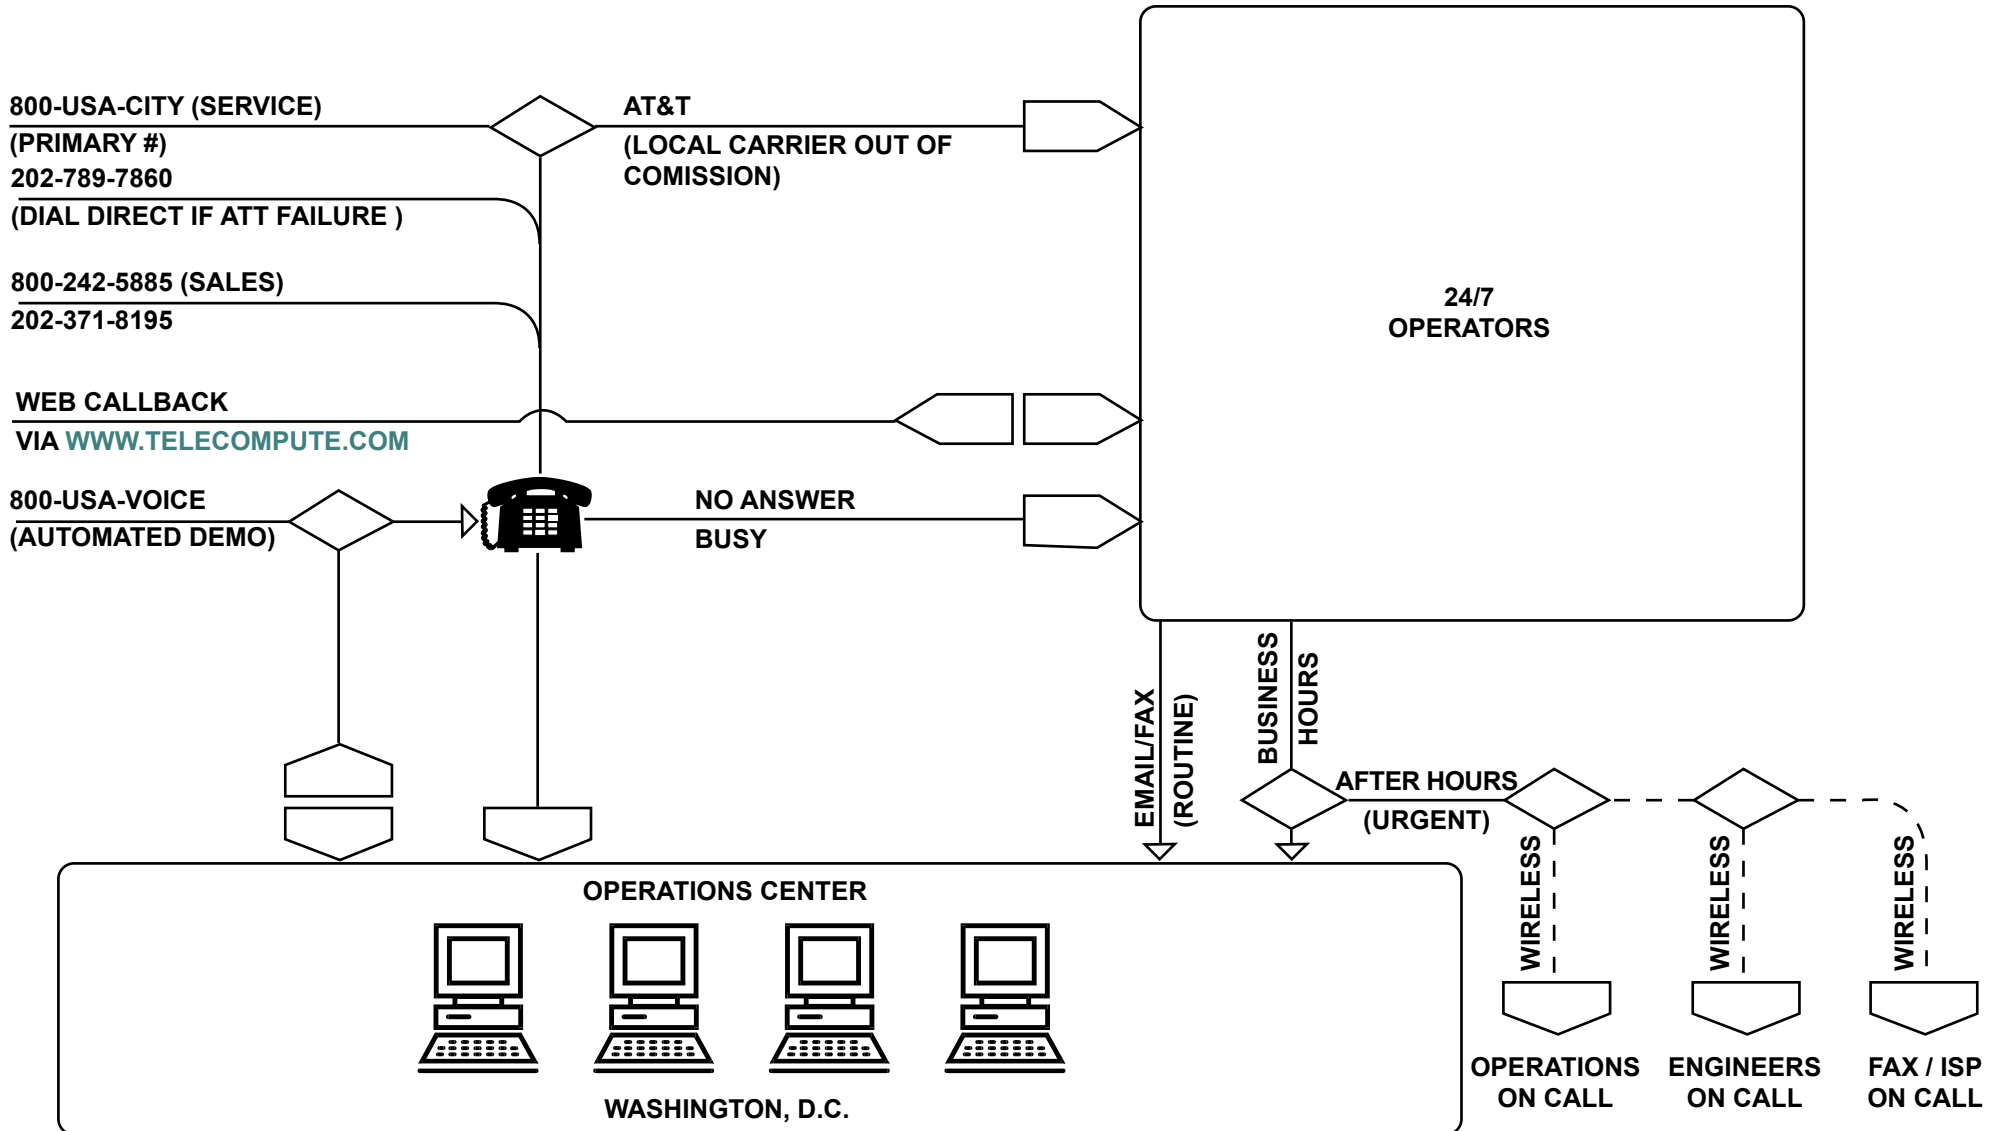 800-USA-CITY (SERVICE)
(PRIMARY #)
202-789-7860
(DIAL DIRECT IF ATT FAILURE )
800-242-5885 (SALES)
202-371-8195
WEB CALLBACK
VIA WWW.TELECOMPUTE.COM
800-USA-VOICE
(AUTOMATED DEMO)
AT&T
(LOCAL CARRIER OUT OF
COMISSION)
NO ANSWER
BUSY
24/7
OPERATORS
EMAIL/FAX
(ROUTINE)
BUSINESS
HOURS
AFTER HOURS
(URGENT)
WIRELESS
WIRELESS
WIRELESS
OPERATIONS
ON CALL
ENGINEERS
ON CALL
FAX / ISP
ON CALL
OPERATIONS CENTER
WASHINGTON, D.C.